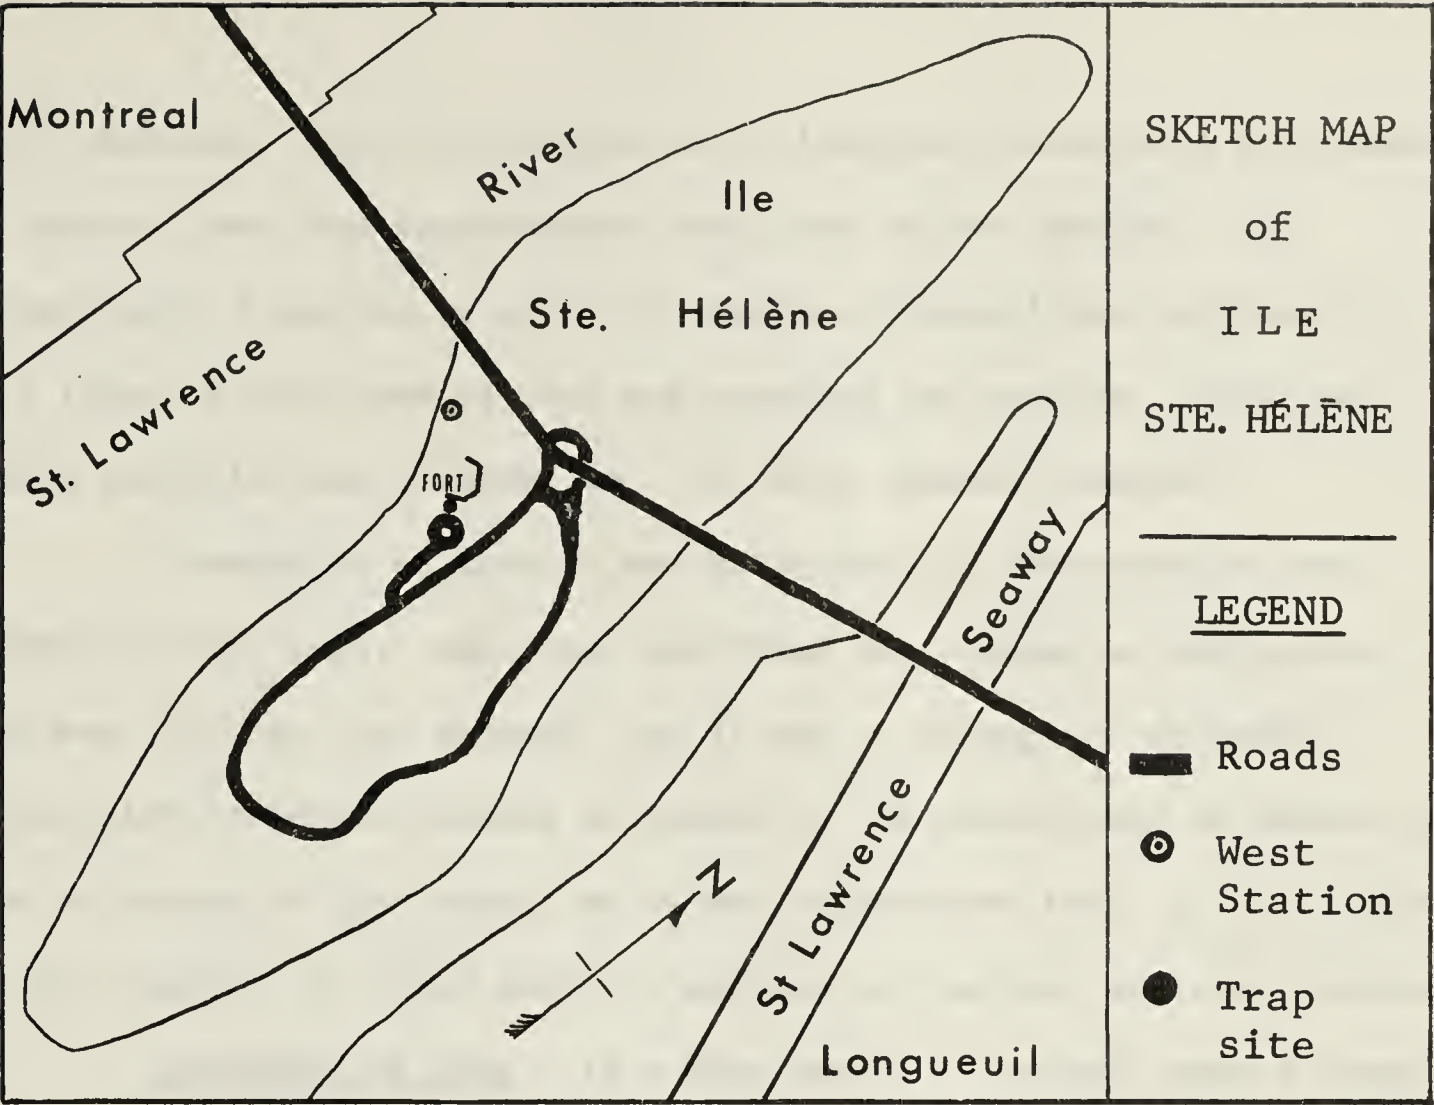 Montreal
River
Ile
Ste. Hélène
St. Lawrence
FORT
Seaway
St Lawrence
N
Longueuil
SKETCH MAP
of
ILE
STE. HÉLĒNE
LEGEND
Roads
West
Station
Trap
site